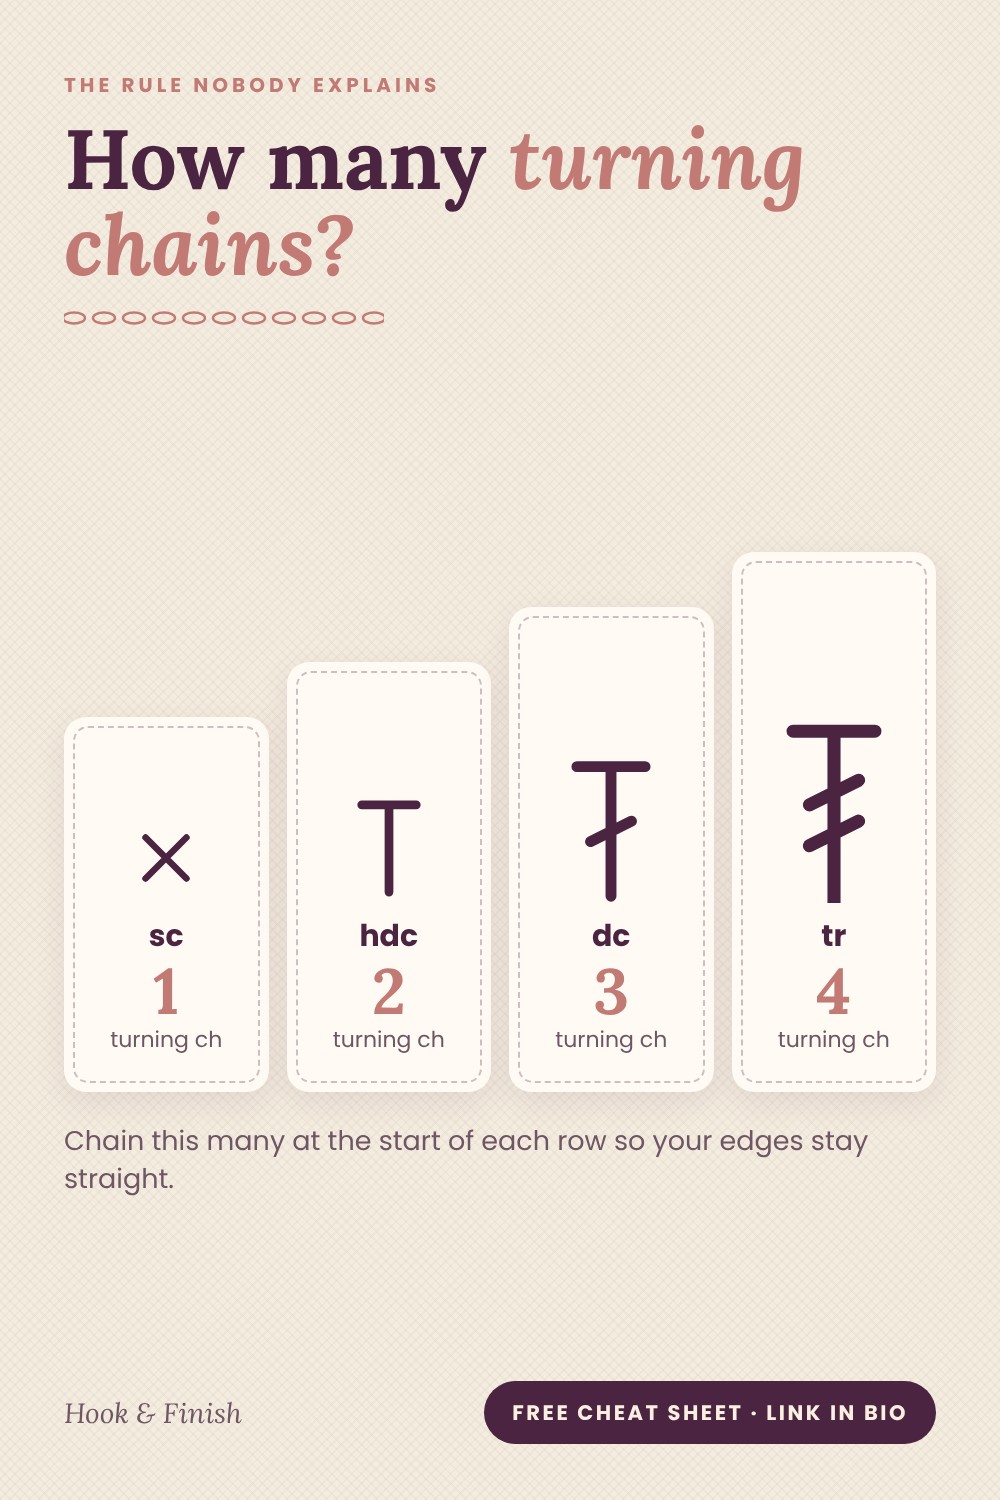 THE RULE NOBODY EXPLAINS
How many turning
chains?
sc
1
turning ch
hdc
2
turning ch
dc
3
turning ch
tr
4
turning ch
Chain this many at the start of each row so your edges stay
straight.
Hook & Finish
FREE CHEAT SHEET · LINK IN BIO